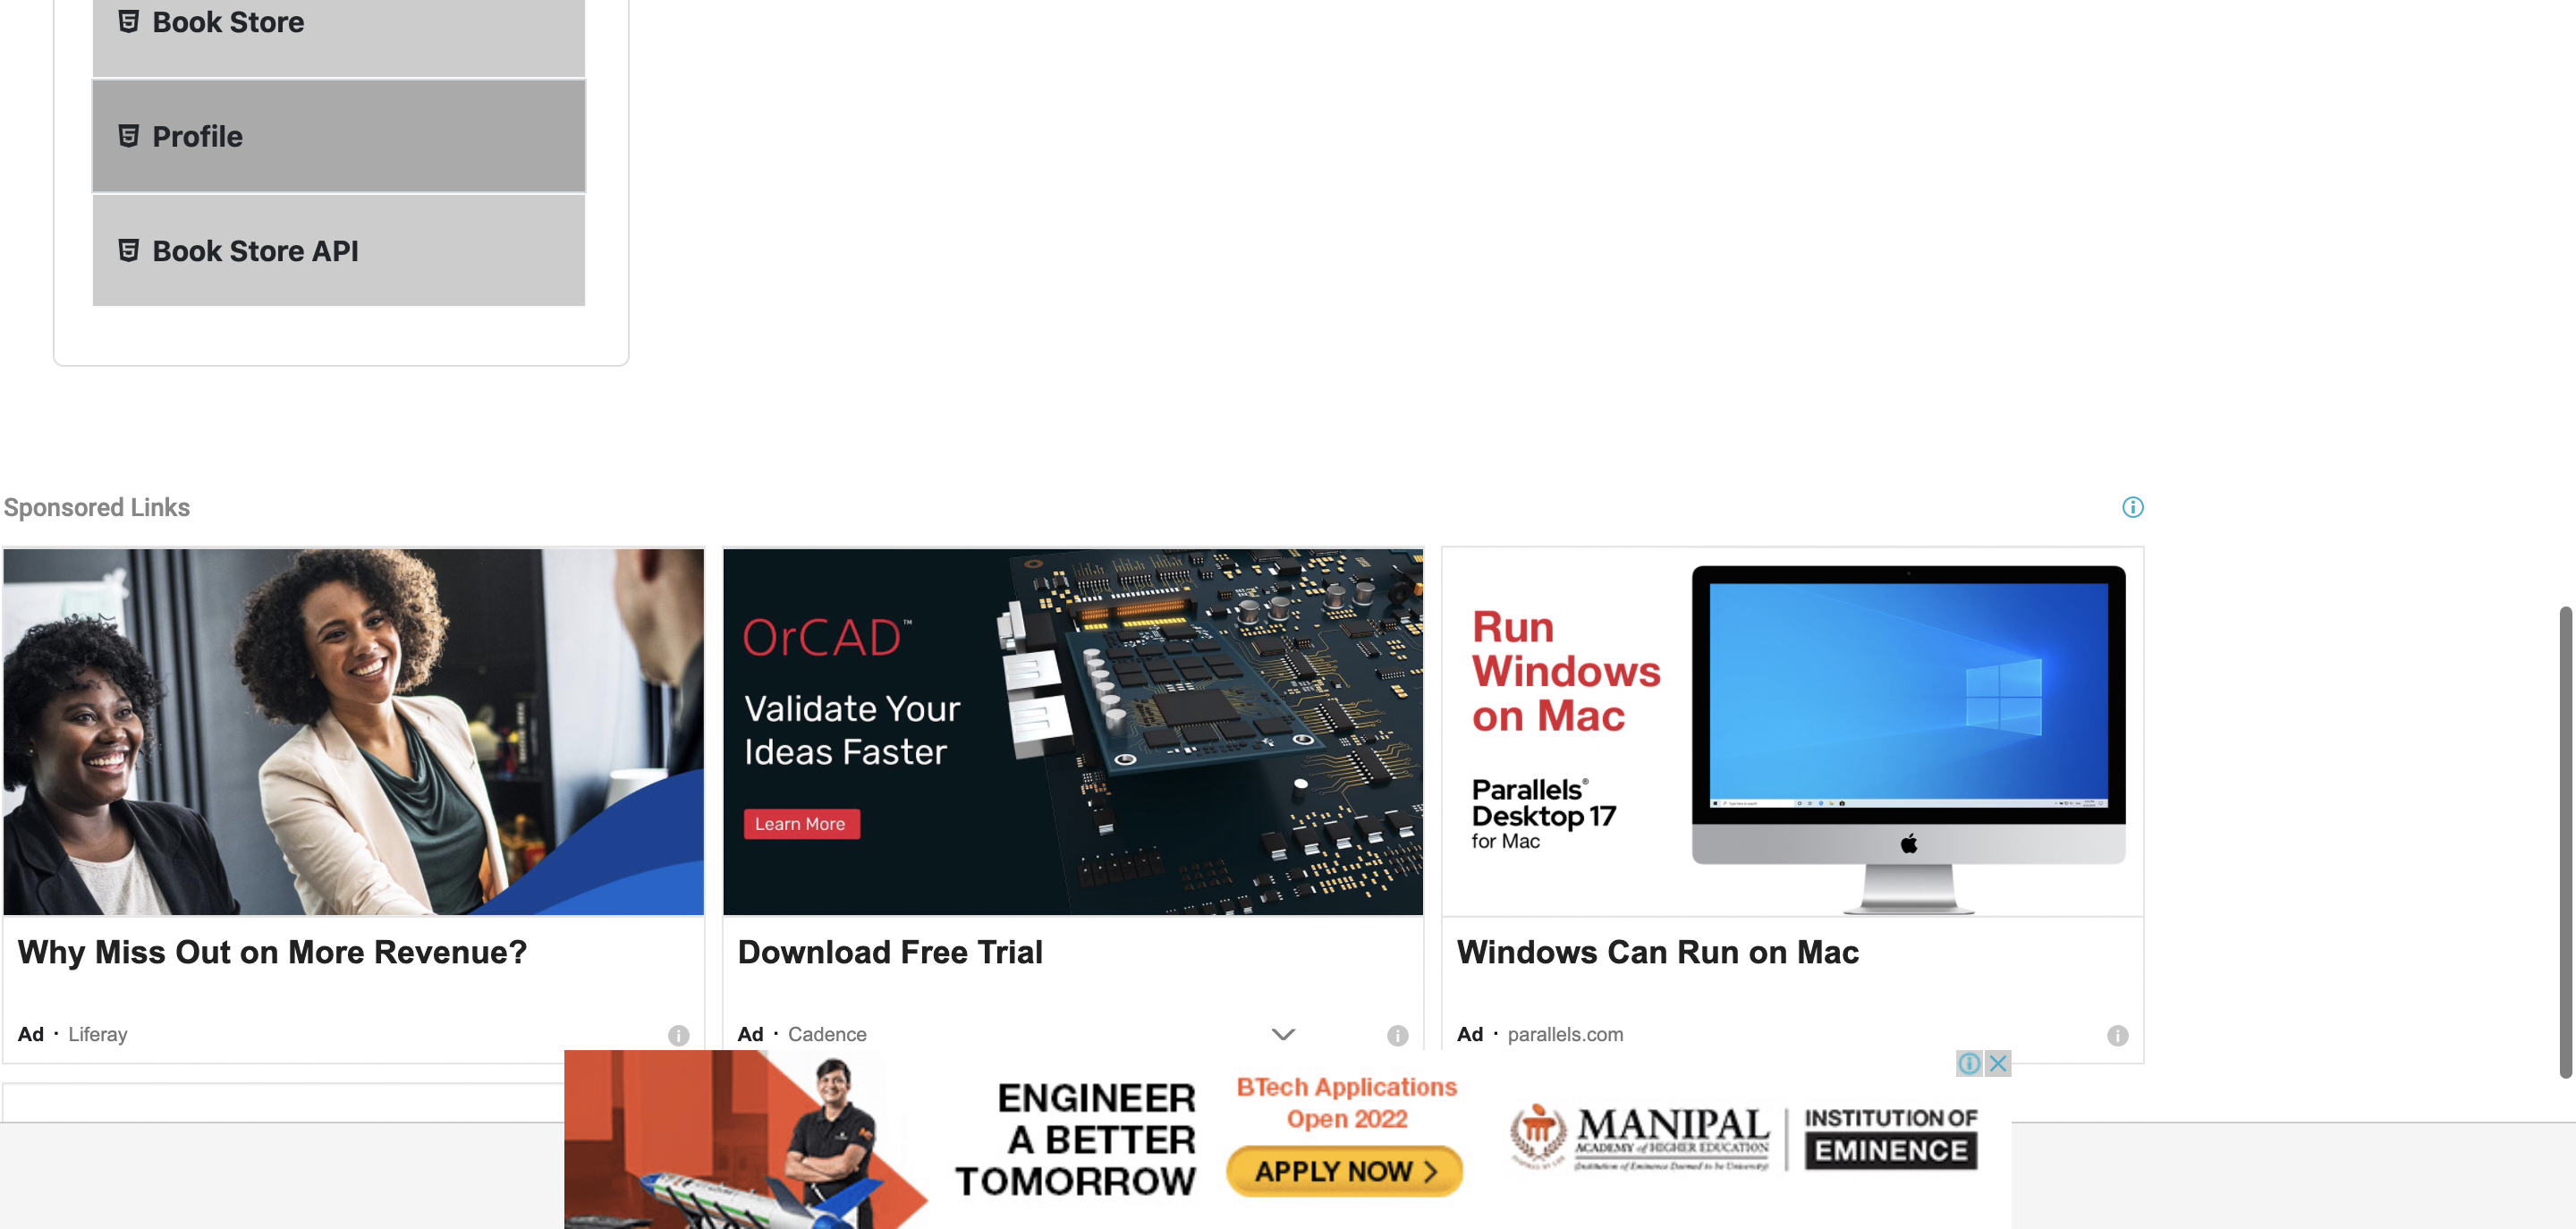 Book Store
Profile
Book Store API
Sponsored Links
OrCAD™
Validate Your
Ideas Faster
Learn More
Run
Windows
on Mac
Parallels®
Desktop 17
for Mac
Why Miss Out on More Revenue?
Ad · Liferay
Download Free Trial
Ad · Cadence
Windows Can Run on Mac
Ad · parallels.com
ENGINEER
A BETTER
TOMORROW
BTech Applications
Open 2022
APPLY NOW >
MANIPAL
ACADEMY of HIGHER EDUCATION
(Institution of Eminence Deemed to be University)
INSTITUTION OF
EMINENCE